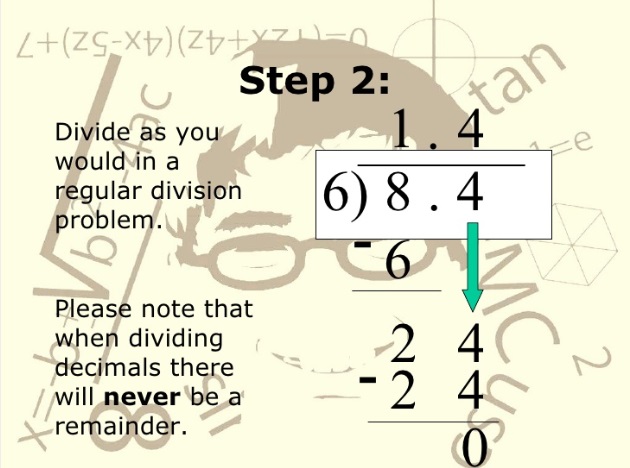 Step 2:
Divide as you
would in a
regular division
problem.
1 . 4
6) 8 . 4
- 6
2 4
- 2 4
0
Please note that
when dividing
decimals there
will never be a
remainder.
tan